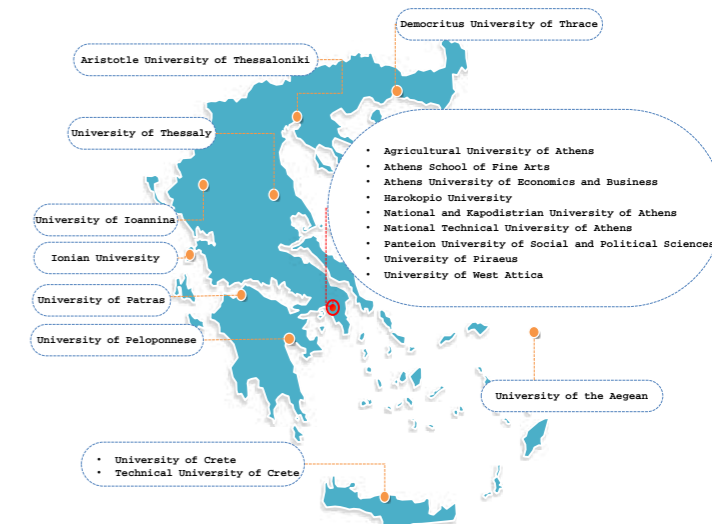 Democritus University of Thrace
Aristotle University of Thessaloniki
University of Thessaly
• Agricultural University of Athens
• Athens School of Fine Arts
• Athens University of Economics and Business
• Harokopio University
• National and Kapodistrian University of Athens
• National Technical University of Athens
• Panteion University of Social and Political Sciences
• University of Piraeus
• University of West Attica
University of Ioannina
Ionian University
University of Patras
University of Peloponnese
University of the Aegean
• University of Crete
• Technical University of Crete